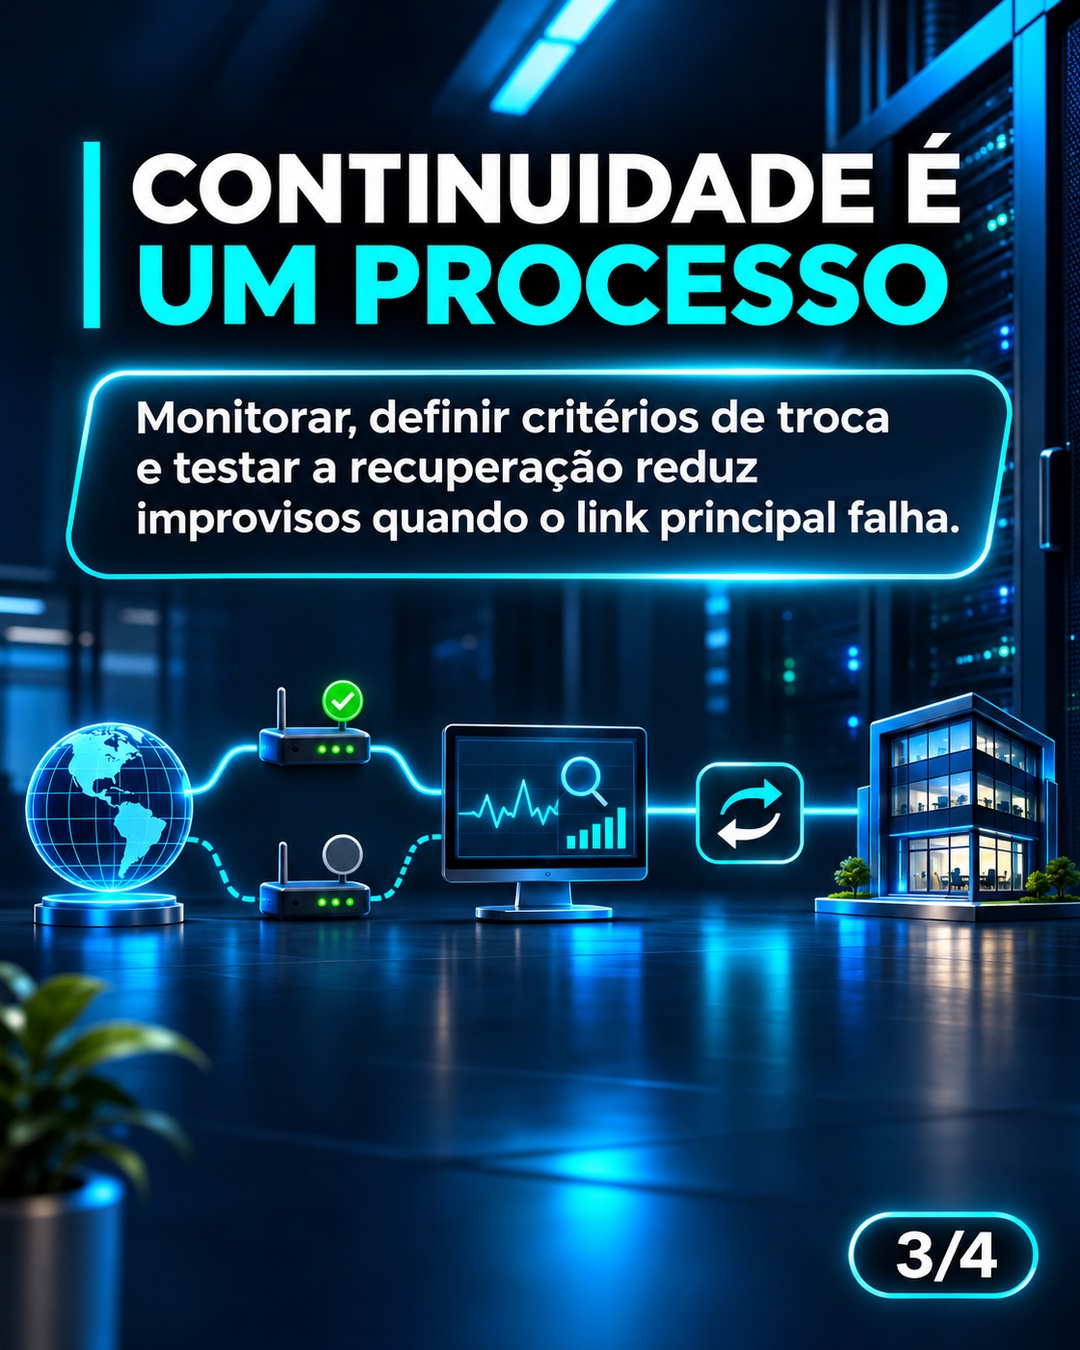 CONTINUIDADE É
UM PROCESSO
Monitorar, definir critérios de troca
e testar a recuperação reduz
improvisos quando o link principal falha.
3/4